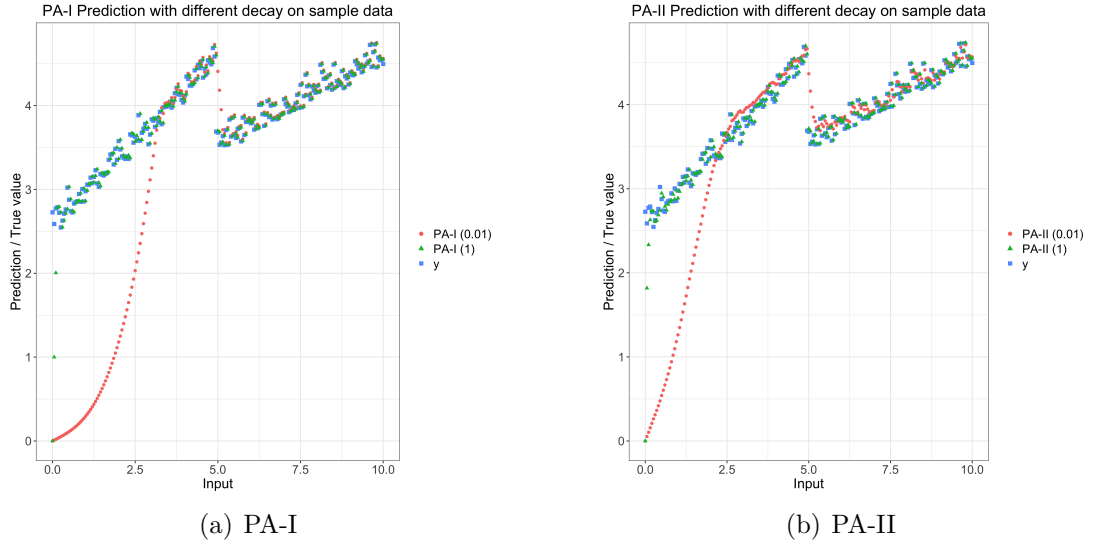 PA-I Prediction with different decay on sample data
Prediction / True value
4
3
2
1
0
0.0
2.5
5.0
7.5
10.0
Input
PA-I (0.01)
PA-I (1)
y
(a) PA-I
PA-II Prediction with different decay on sample data
Prediction / True value
4
3
2
1
0
0.0
2.5
5.0
7.5
10.0
Input
PA-II (0.01)
PA-II (1)
y
(b) PA-II